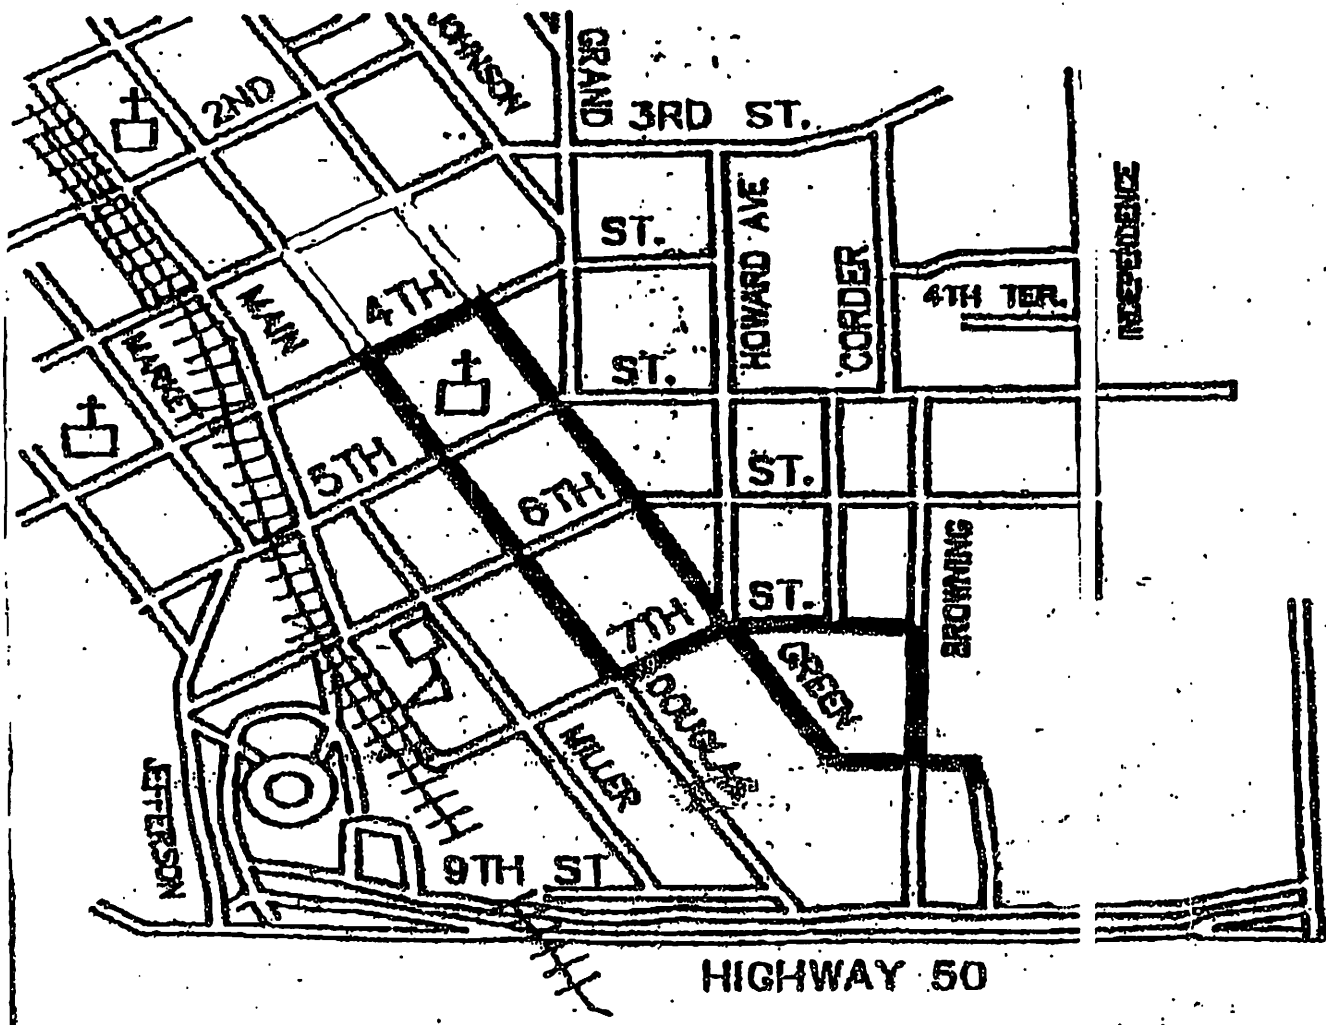 JOHNSON
GRAND
2ND
3RD ST.
INDEPENDENCE
ST.
HOWARD AVE.
CORDER
4TH
4TH TER.
MAIN
MARKET
ST.
5TH
6TH
ST.
BROWNING
7TH
ST.
GREEN
DOUGLAS
MILLER
JEFFERSON
9TH ST
HIGHWAY 50